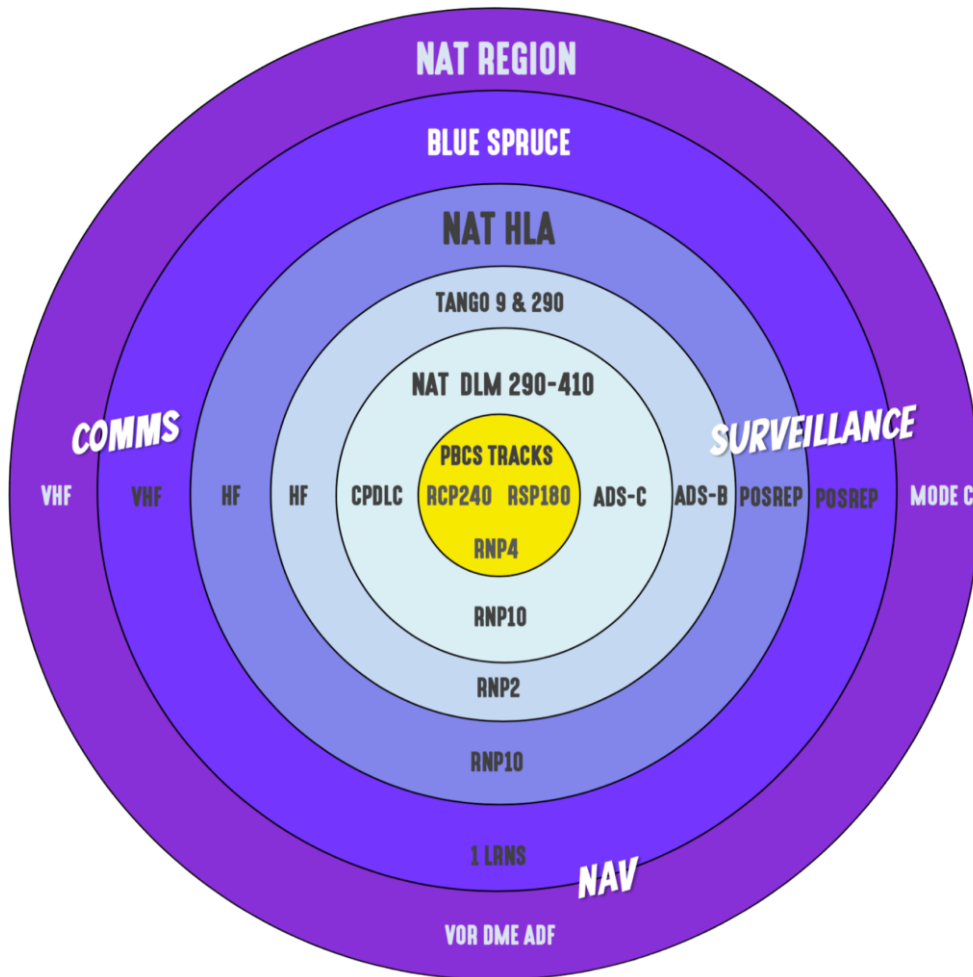 NAT REGION
BLUE SPRUCE
NAT HLA
TANGO 9 & 290
NAT DLM 290-410
COMMS
SURVEILLANCE
PBCS TRACKS
VHF VHF HF HF CPDLC RCP240 RSP180 ADS-C ADS-B POSREP POSREP MODE C
RNP4
RNP10
RNP2
RNP10
1 LRNS
NAV
VOR DME ADF